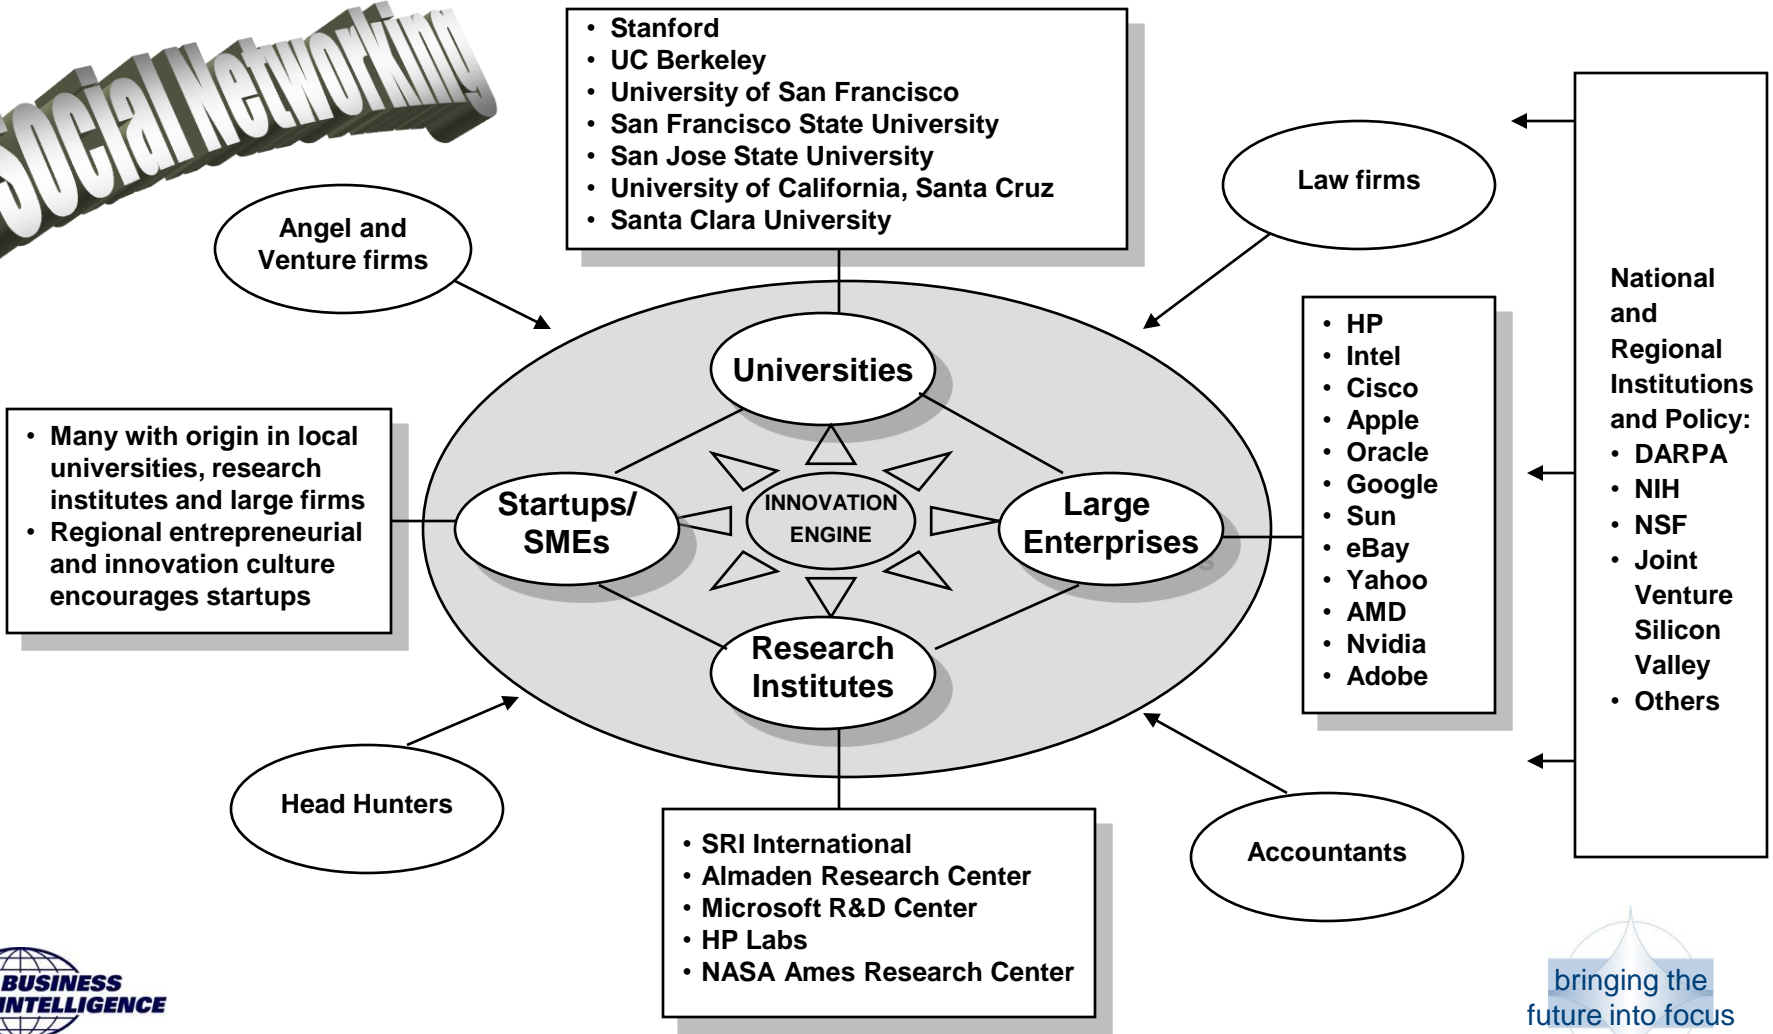 Social Networking
• Stanford
• UC Berkeley
• University of San Francisco
• San Francisco State University
• San Jose State University
• University of California, Santa Cruz
• Santa Clara University
Angel and
Venture firms
Law firms
Universities
• Many with origin in local
universities, research
institutes and large firms
• Regional entrepreneurial
and innovation culture
encourages startups
Startups/
SMEs
INNOVATION
ENGINE
Large
Enterprises
Research
Institutes
• HP
• Intel
• Cisco
• Apple
• Oracle
• Google
• Sun
• eBay
• Yahoo
• AMD
• Nvidia
• Adobe
National
and
Regional
Institutions
and Policy:
• DARPA
• NIH
• NSF
• Joint
Venture
Silicon
Valley
• Others
Head Hunters
• SRI International
• Almaden Research Center
• Microsoft R&D Center
• HP Labs
• NASA Ames Research Center
Accountants
BUSINESS
INTELLIGENCE
bringing the
future into focus